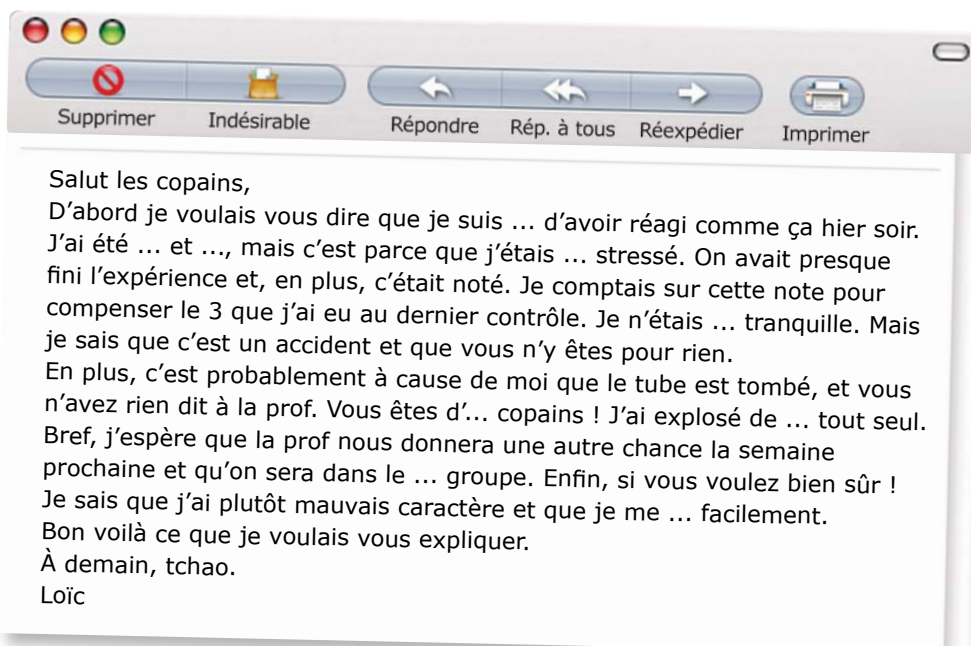 Supprimer Indésirable Répondre Rép. à tous Réexpédier Imprimer
Salut les copains,
D'abord je voulais vous dire que je suis ... d'avoir réagi comme ça hier soir.
J'ai été ... et ..., mais c'est parce que j'étais ... stressé. On avait presque
fini l'expérience et, en plus, c'était noté. Je comptais sur cette note pour
compenser le 3 que j'ai eu au dernier contrôle. Je n'étais ... tranquille. Mais
je sais que c'est un accident et que vous n'y êtes pour rien.
En plus, c'est probablement à cause de moi que le tube est tombé, et vous
n'avez rien dit à la prof. Vous êtes d'... copains ! J'ai explosé de ... tout seul.
Bref, j'espère que la prof nous donnera une autre chance la semaine
prochaine et qu'on sera dans le ... groupe. Enfin, si vous voulez bien sûr !
Je sais que j'ai plutôt mauvais caractère et que je me ... facilement.
Bon voilà ce que je voulais vous expliquer.
À demain, tchao.
Loïc